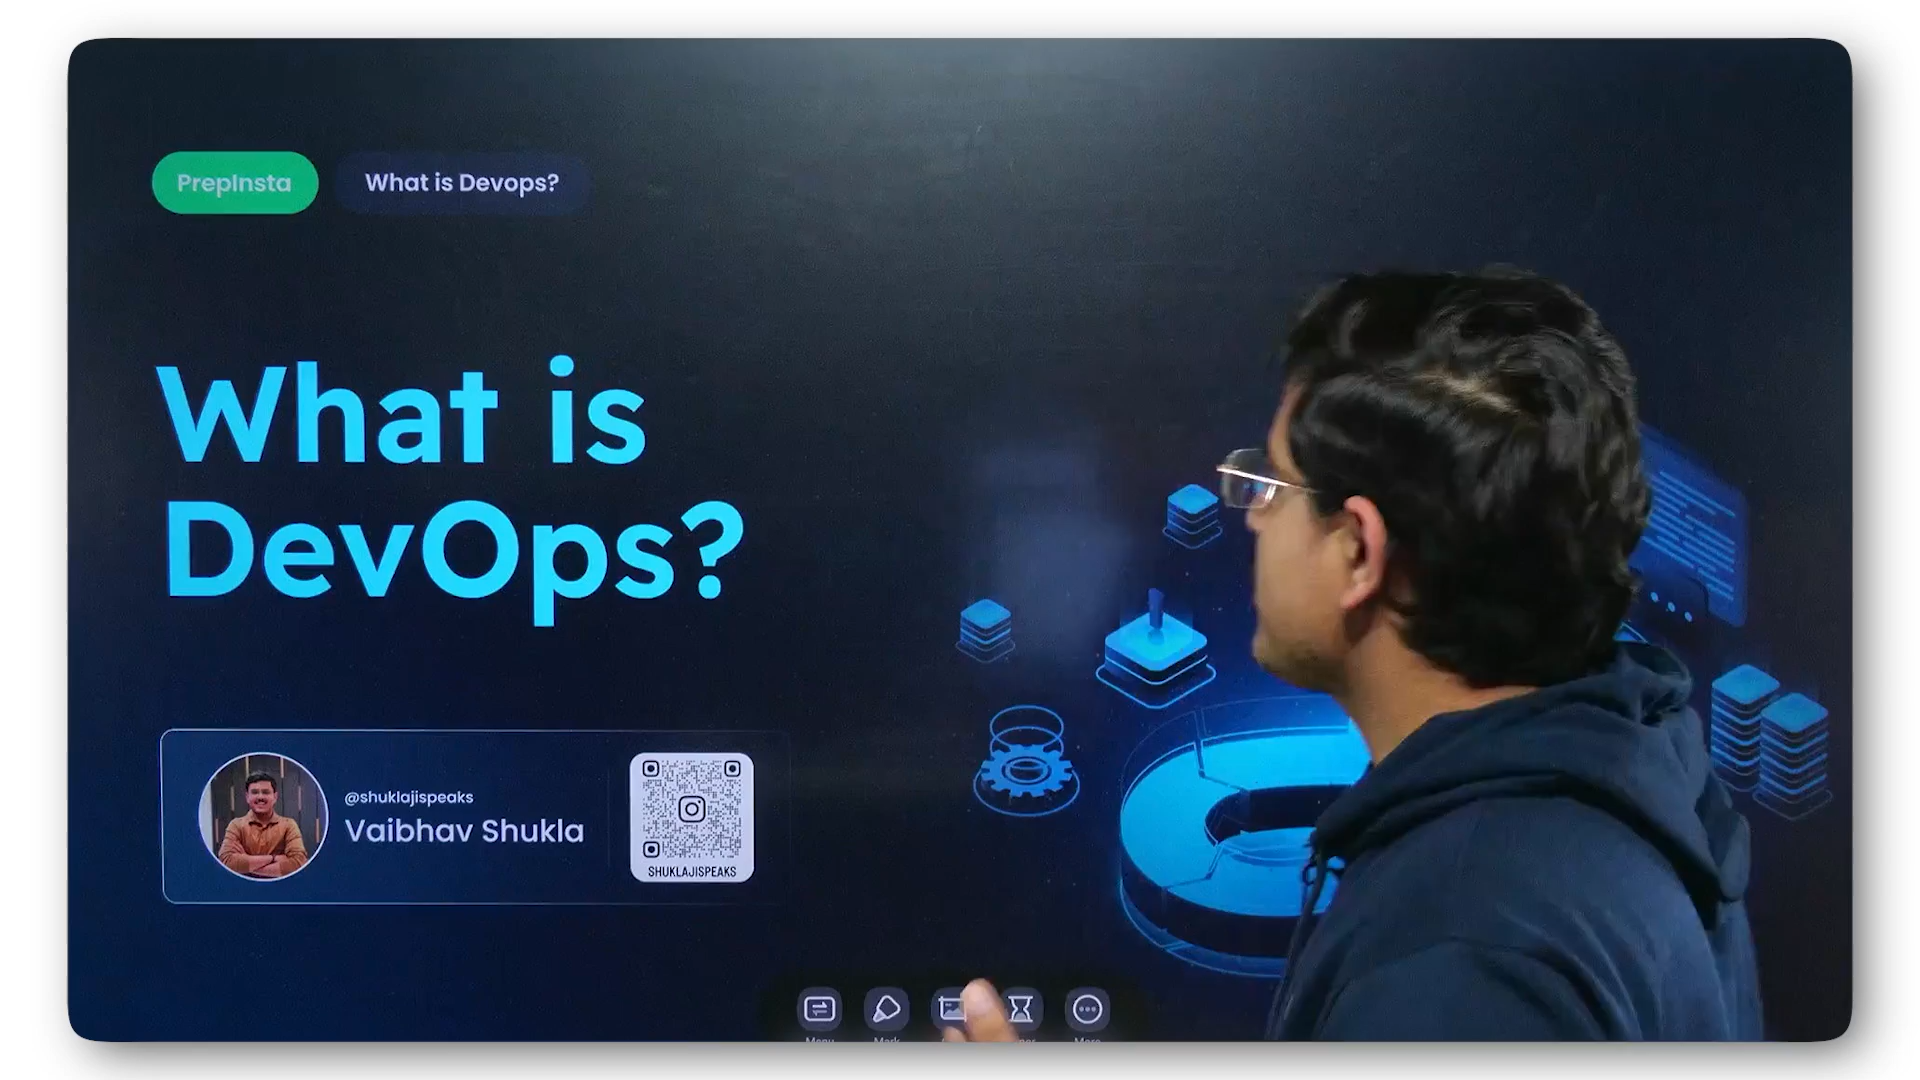 PrepInsta
What is Devops?
What is
DevOps?
@shuklajispeaks
Vaibhav Shukla
SHUKLAJISPEAKS